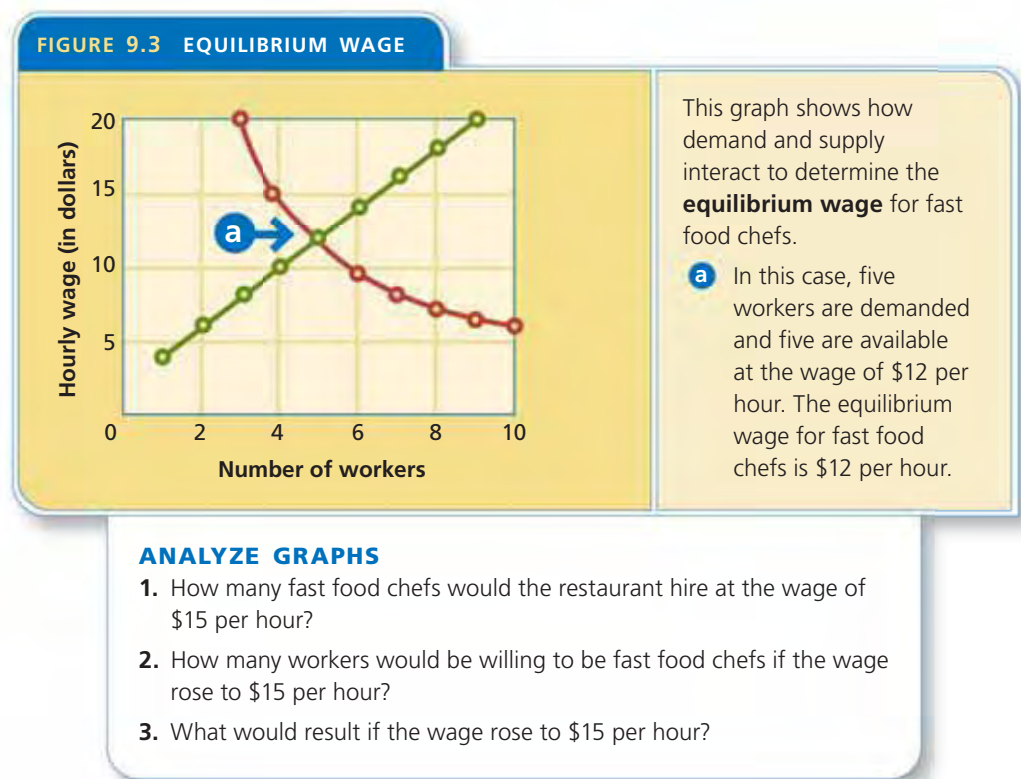 FIGURE 9.3 EQUILIBRIUM WAGE
Hourly wage (in dollars)
20
15
10
5
a
0 2 4 6 8 10
Number of workers
This graph shows how
demand and supply
interact to determine the
equilibrium wage for fast
food chefs.
a In this case, five
workers are demanded
and five are available
at the wage of $12 per
hour. The equilibrium
wage for fast food
chefs is $12 per hour.
ANALYZE GRAPHS
1. How many fast food chefs would the restaurant hire at the wage of
$15 per hour?
2. How many workers would be willing to be fast food chefs if the wage
rose to $15 per hour?
3. What would result if the wage rose to $15 per hour?